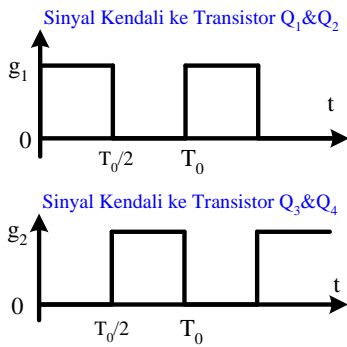 Sinyal Kendali ke Transistor Q₁&Q₂
g₁
t
0
T₀/2 T₀
Sinyal Kendali ke Transistor Q₃&Q₄
g₂
t
0
T₀/2 T₀